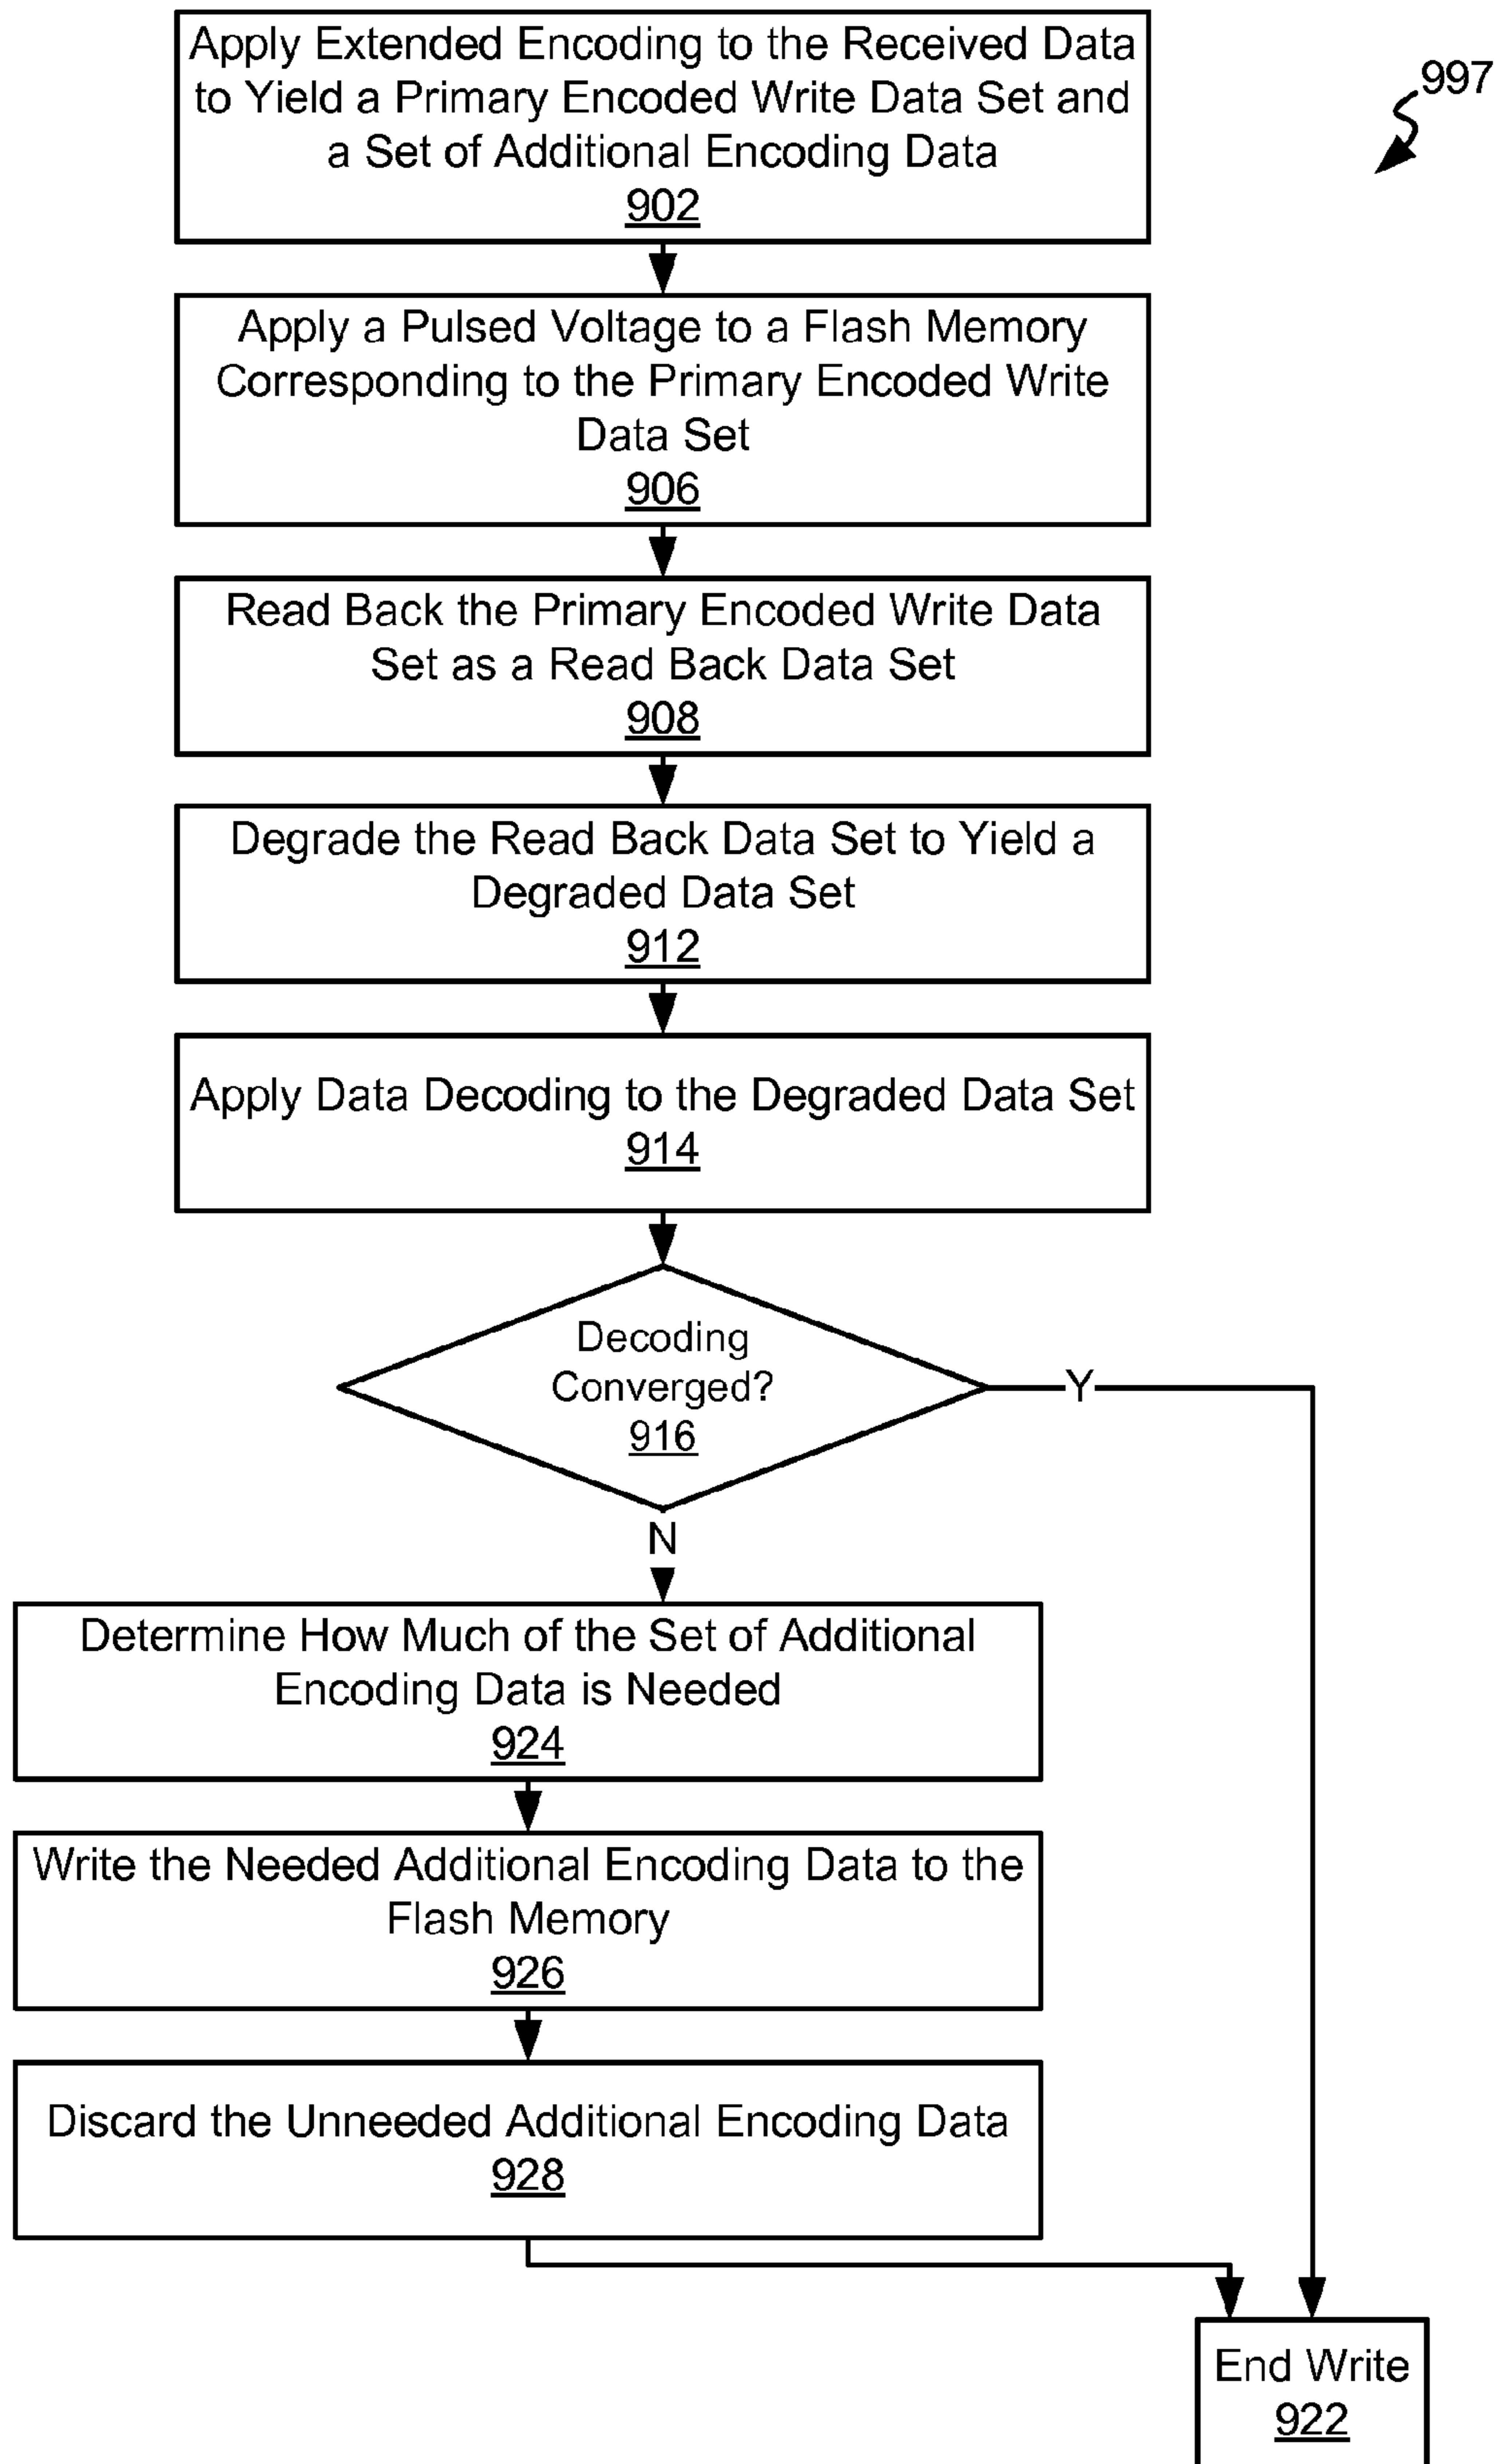 Apply Extended Encoding to the Received Data
to Yield a Primary Encoded Write Data Set and
a Set of Additional Encoding Data
902
997
Apply a Pulsed Voltage to a Flash Memory
Corresponding to the Primary Encoded Write
Data Set
906
Read Back the Primary Encoded Write Data
Set as a Read Back Data Set
908
Degrade the Read Back Data Set to Yield a
Degraded Data Set
912
Apply Data Decoding to the Degraded Data Set
914
Decoding
Converged?
916
Y
N
Determine How Much of the Set of Additional
Encoding Data is Needed
924
Write the Needed Additional Encoding Data to the
Flash Memory
926
Discard the Unneeded Additional Encoding Data
928
End Write
922